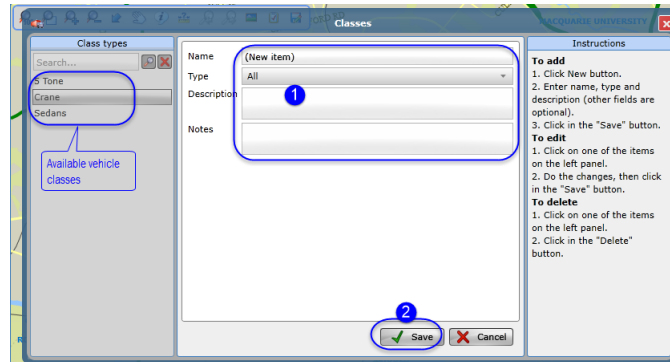 Classes
MACQUARIE UNIVERSITY
Class types
Search...
5 Tone
Crane
Sedans
Available vehicle
classes
Name
(New item)
Type
All
Description
1
Notes
2
Save
Cancel
Instructions
To add
1. Click New button.
2. Enter name, type and
description (other fields are
optional).
3. Click in the "Save" button.
To edit
1. Click on one of the items
on the left panel.
2. Do the changes, then click
in the "Save" button.
To delete
1. Click on one of the items
on the left panel.
2. Click in the "Delete"
button.